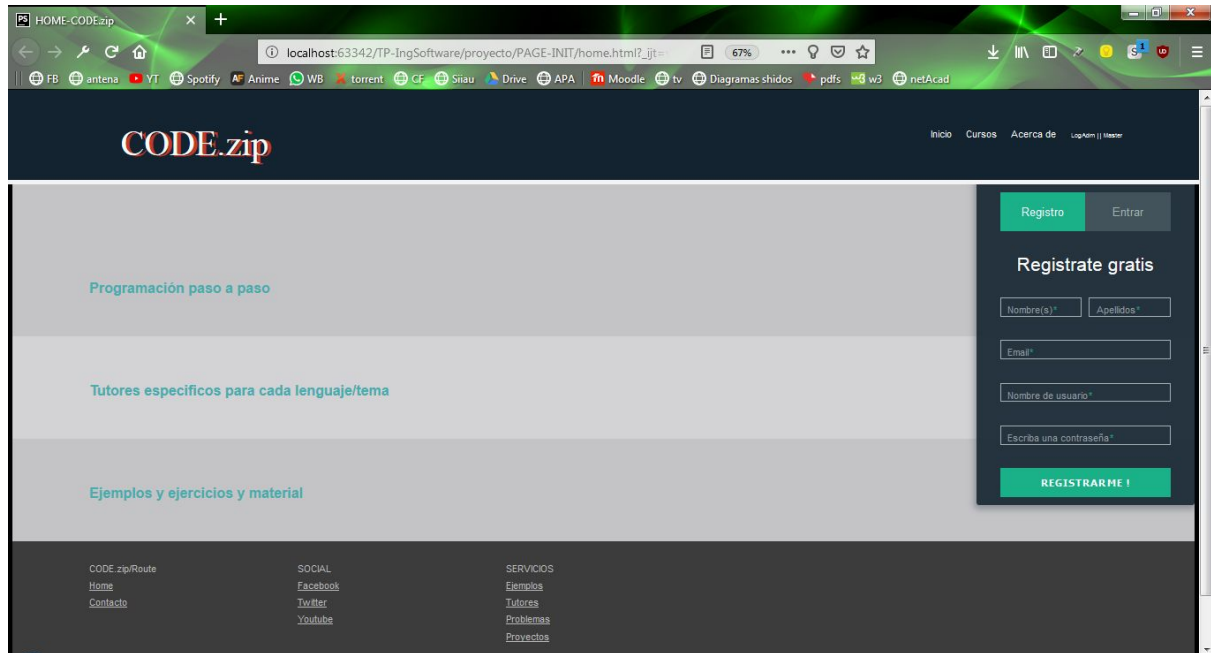 PS HOME-CODE.zip
localhost:63342/TP-IngSoftware/proyecto/PAGE-INIT/home.html?_ijt=
67%
S 1
FB antena YT Spotify AF Anime WB torrent CF Siiau Drive APA Moodle tv Diagramas shidos pdfs w3 netAcad
CODE.zip
Inicio Cursos Acerca de LogAdm || Master
Registro Entrar
Registrate gratis
Nombre(s)* Apellidos*
Email*
Nombre de usuario*
Escriba una contraseña*
REGISTRARME !
Programación paso a paso
Tutores especificos para cada lenguaje/tema
Ejemplos y ejercicios y material
CODE.zip/Route
Home
Contacto
SOCIAL
Facebook
Twitter
Youtube
SERVICIOS
Ejemplos
Tutores
Problemas
Proyectos